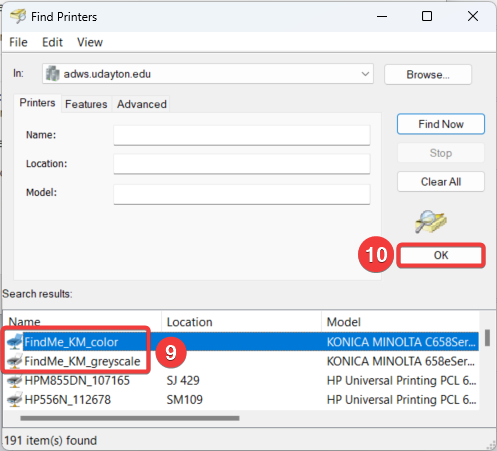 Find Printers
File Edit View
In: adws.udayton.edu Browse...
Printers Features Advanced
Name:
Location:
Model:
Find Now
Stop
Clear All
10 OK
Search results:
Name Location Model
FindMe_KM_color KONICA MINOLTA C658Ser...
FindMe_KM_greyscale KONICA MINOLTA 658eSer...
9
HPM855DN_107165 SJ 429 HP Universal Printing PCL 6...
HP556N_112678 SM109 HP Universal Printing PCL 6...
191 item(s) found